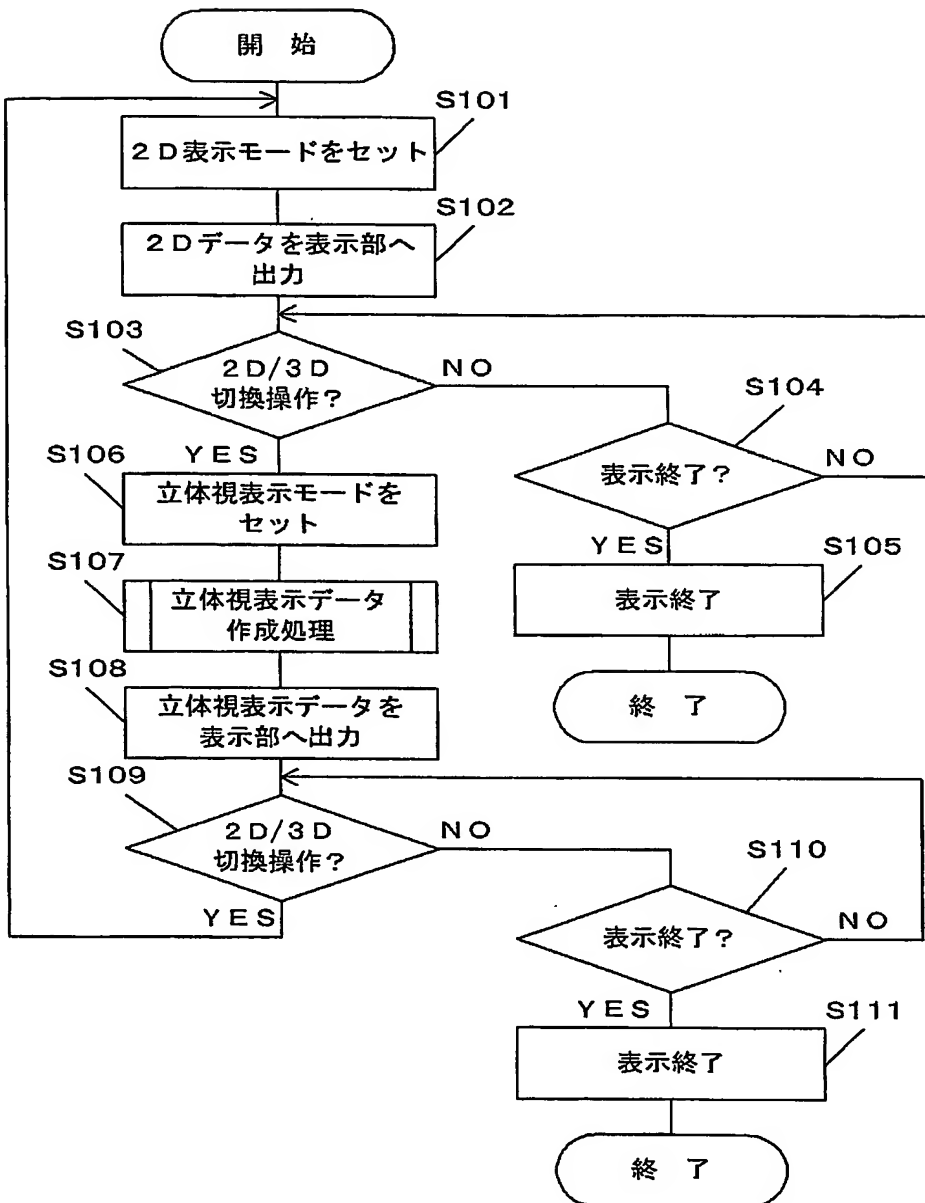 開 始
S101
2D表示モードをセット
S102
2Dデータを表示部へ
出力
S103
2D/3D
切換操作?
NO
YES
S104
表示終了?
NO
YES
S105
表示終了
終 了
S106
立体視表示モードを
セット
S107
立体視表示データ
作成処理
S108
立体視表示データを
表示部へ出力
S109
2D/3D
切換操作?
NO
YES
S110
表示終了?
NO
YES
S111
表示終了
終 了